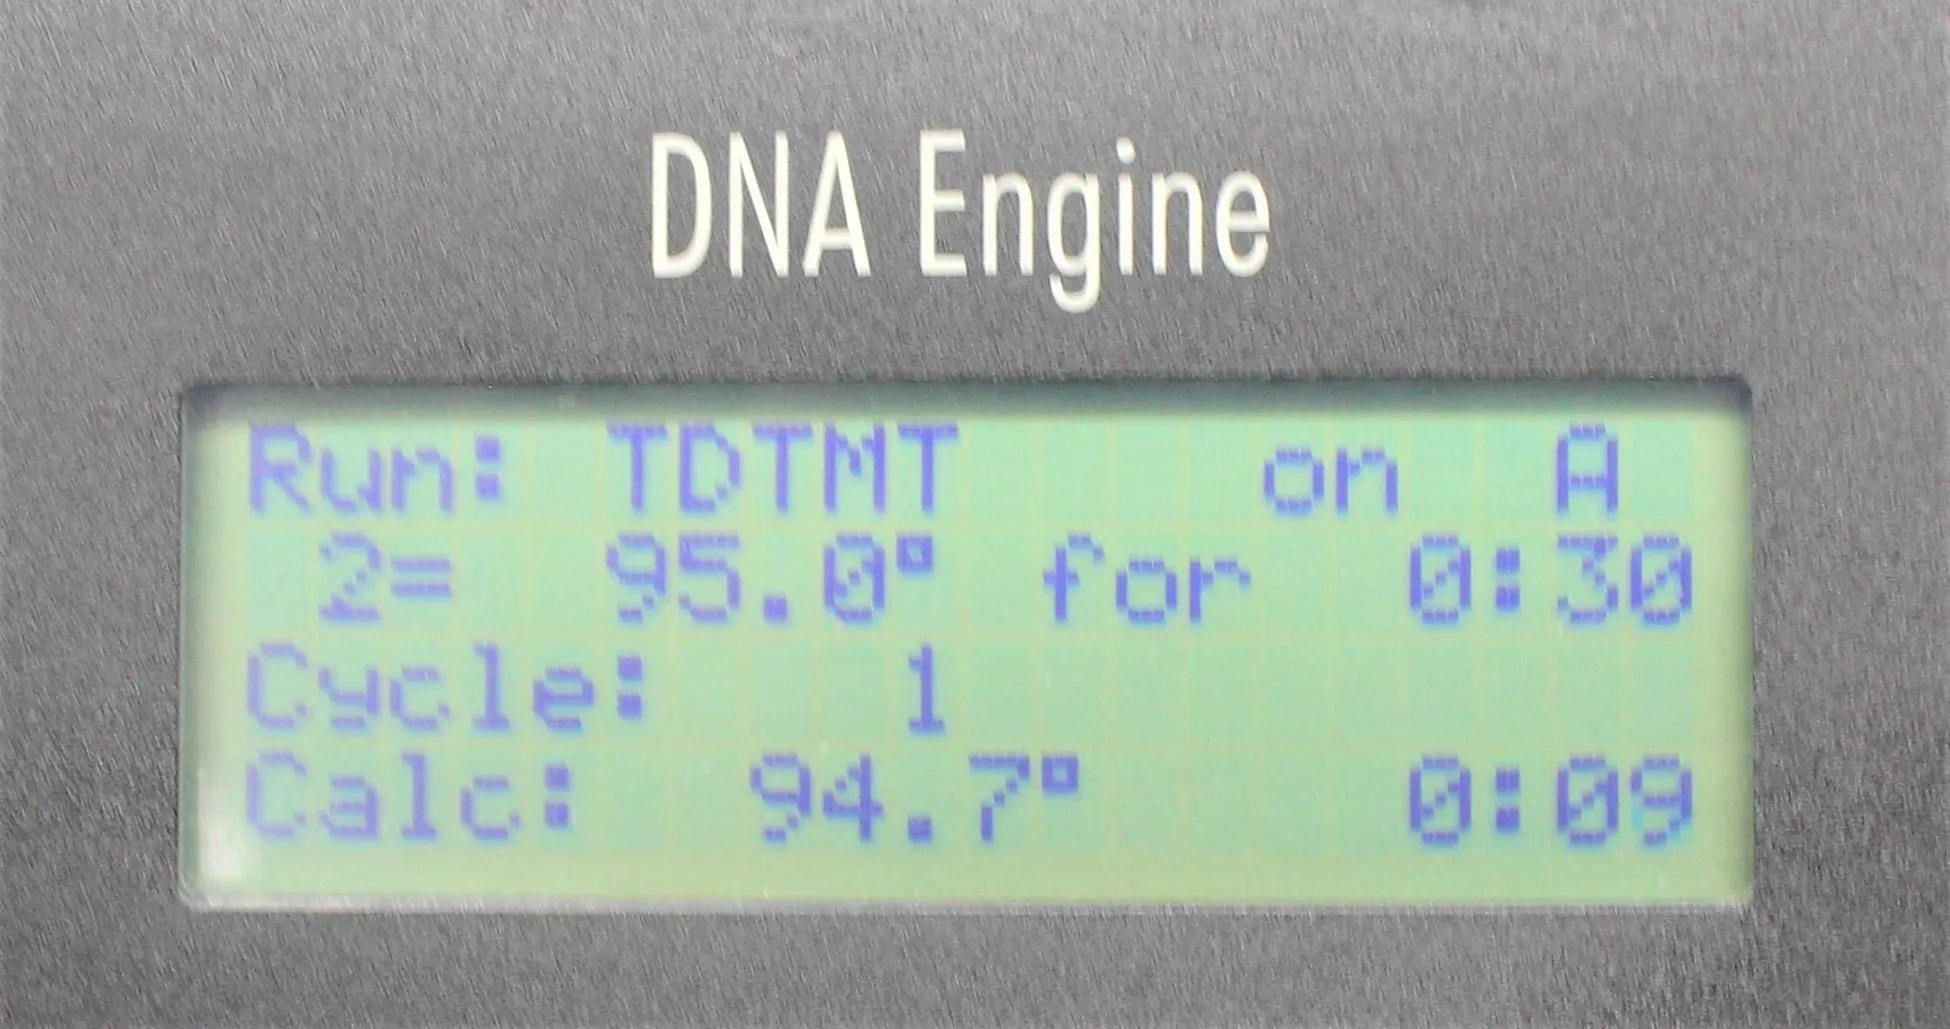 DNA Engine
Run: TDTMT on A
2= 95.0° for 0:30
Cycle: 1
Calc: 94.7° 0:09